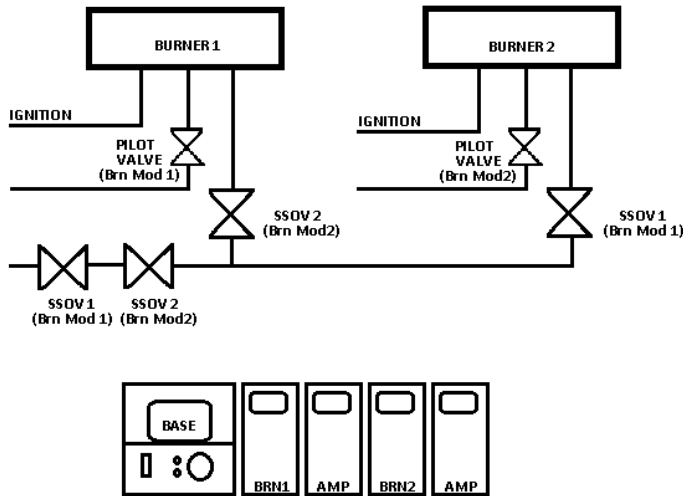 BURNER 1
BURNER 2
IGNITION
IGNITION
PILOT
VALVE
(Brn Mod 1)
PILOT
VALVE
(Brn Mod2)
SSOV 2
(Brn Mod2)
SSOV 1
(Brn Mod 1)
SSOV 1
(Brn Mod 1)
SSOV 2
(Brn Mod2)
BASE
BRN1
AMP
BRN2
AMP